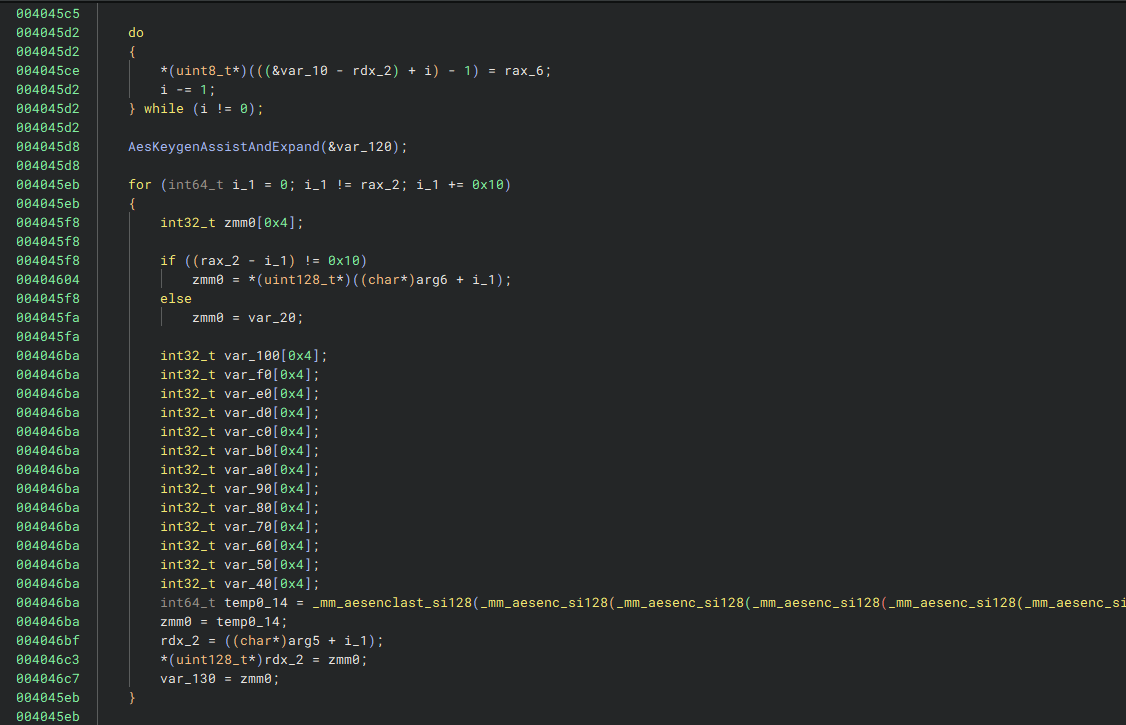 004045c5
004045d2 do
004045d2 {
004045ce *(uint8_t*)(((&var_10 - rdx_2) + i) - 1) = rax_6;
004045d2 i -= 1;
004045d2 } while (i != 0);
004045d2
004045d8 AesKeygenAssistAndExpand(&var_120);
004045d8
004045eb for (int64_t i_1 = 0; i_1 != rax_2; i_1 += 0x10)
004045eb {
004045f8 int32_t zmm0[0x4];
004045f8
004045f8 if ((rax_2 - i_1) != 0x10)
00404604 zmm0 = *(uint128_t*)((char*)arg6 + i_1);
004045f8 else
004045fa zmm0 = var_20;
004045fa
004046ba int32_t var_100[0x4];
004046ba int32_t var_f0[0x4];
004046ba int32_t var_e0[0x4];
004046ba int32_t var_d0[0x4];
004046ba int32_t var_c0[0x4];
004046ba int32_t var_b0[0x4];
004046ba int32_t var_a0[0x4];
004046ba int32_t var_90[0x4];
004046ba int32_t var_80[0x4];
004046ba int32_t var_70[0x4];
004046ba int32_t var_60[0x4];
004046ba int32_t var_50[0x4];
004046ba int32_t var_40[0x4];
004046ba int64_t temp0_14 = _mm_aesenclast_si128(_mm_aesenc_si128(_mm_aesenc_si128(_mm_aesenc_si128(_mm_aesenc_si128(_mm_aesenc_si
004046ba zmm0 = temp0_14;
004046bf rdx_2 = ((char*)arg5 + i_1);
004046c3 *(uint128_t*)rdx_2 = zmm0;
004046c7 var_130 = zmm0;
004045eb }
004045eb